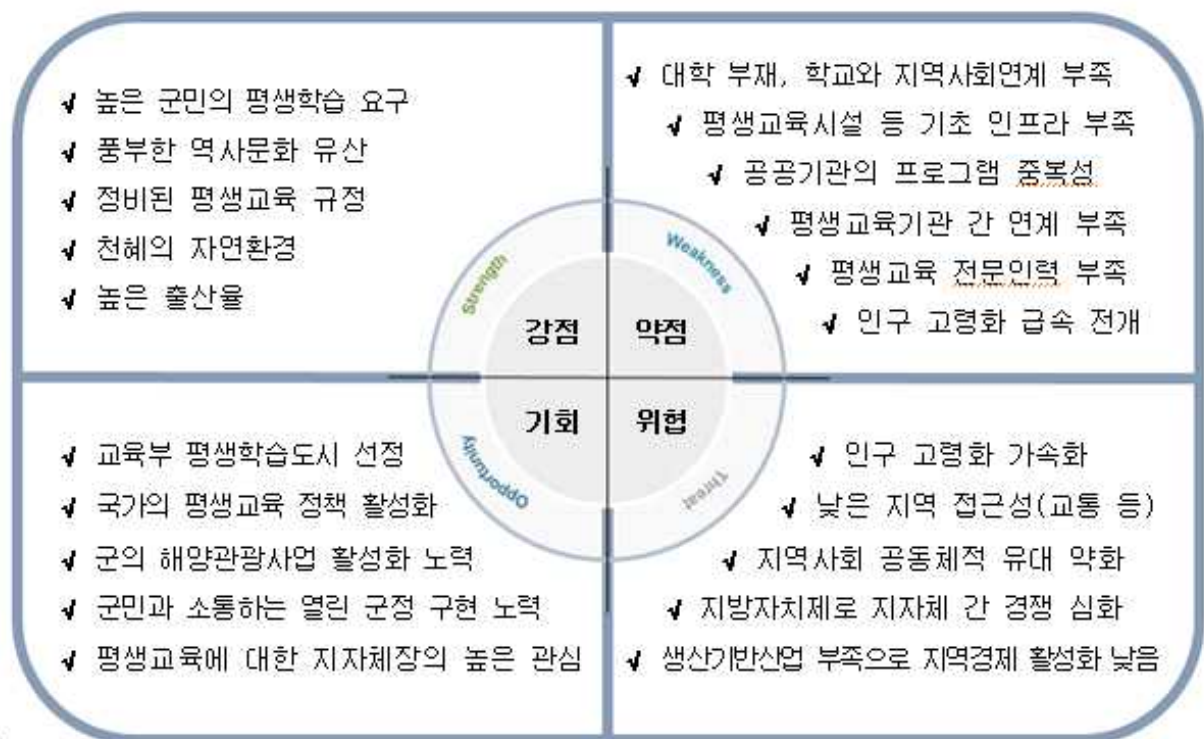 √ 높은 군민의 평생학습 요구
√ 풍부한 역사문화 유산
√ 정비된 평생교육 규정
√ 천혜의 자연환경
√ 높은 출산율
√ 대학 부재, 학교와 지역사회연계 부족
√ 평생교육시설 등 기초 인프라 부족
√ 공공기관의 프로그램 중복성
√ 평생교육기관 간 연계 부족
√ 평생교육 전문인력 부족
√ 인구 고령화 급속 전개
Strength
Weakness
강점
약점
기회
위협
Opportunity
Threat
√ 교육부 평생학습도시 선정
√ 국가의 평생교육 정책 활성화
√ 군의 해양관광사업 활성화 노력
√ 군민과 소통하는 열린 군정 구현 노력
√ 평생교육에 대한 지자체장의 높은 관심
√ 인구 고령화 가속화
√ 낮은 지역 접근성(교통 등)
√ 지역사회 공동체적 유대 약화
√ 지방자치제로 지자체 간 경쟁 심화
√ 생산기반산업 부족으로 지역경제 활성화 낮음